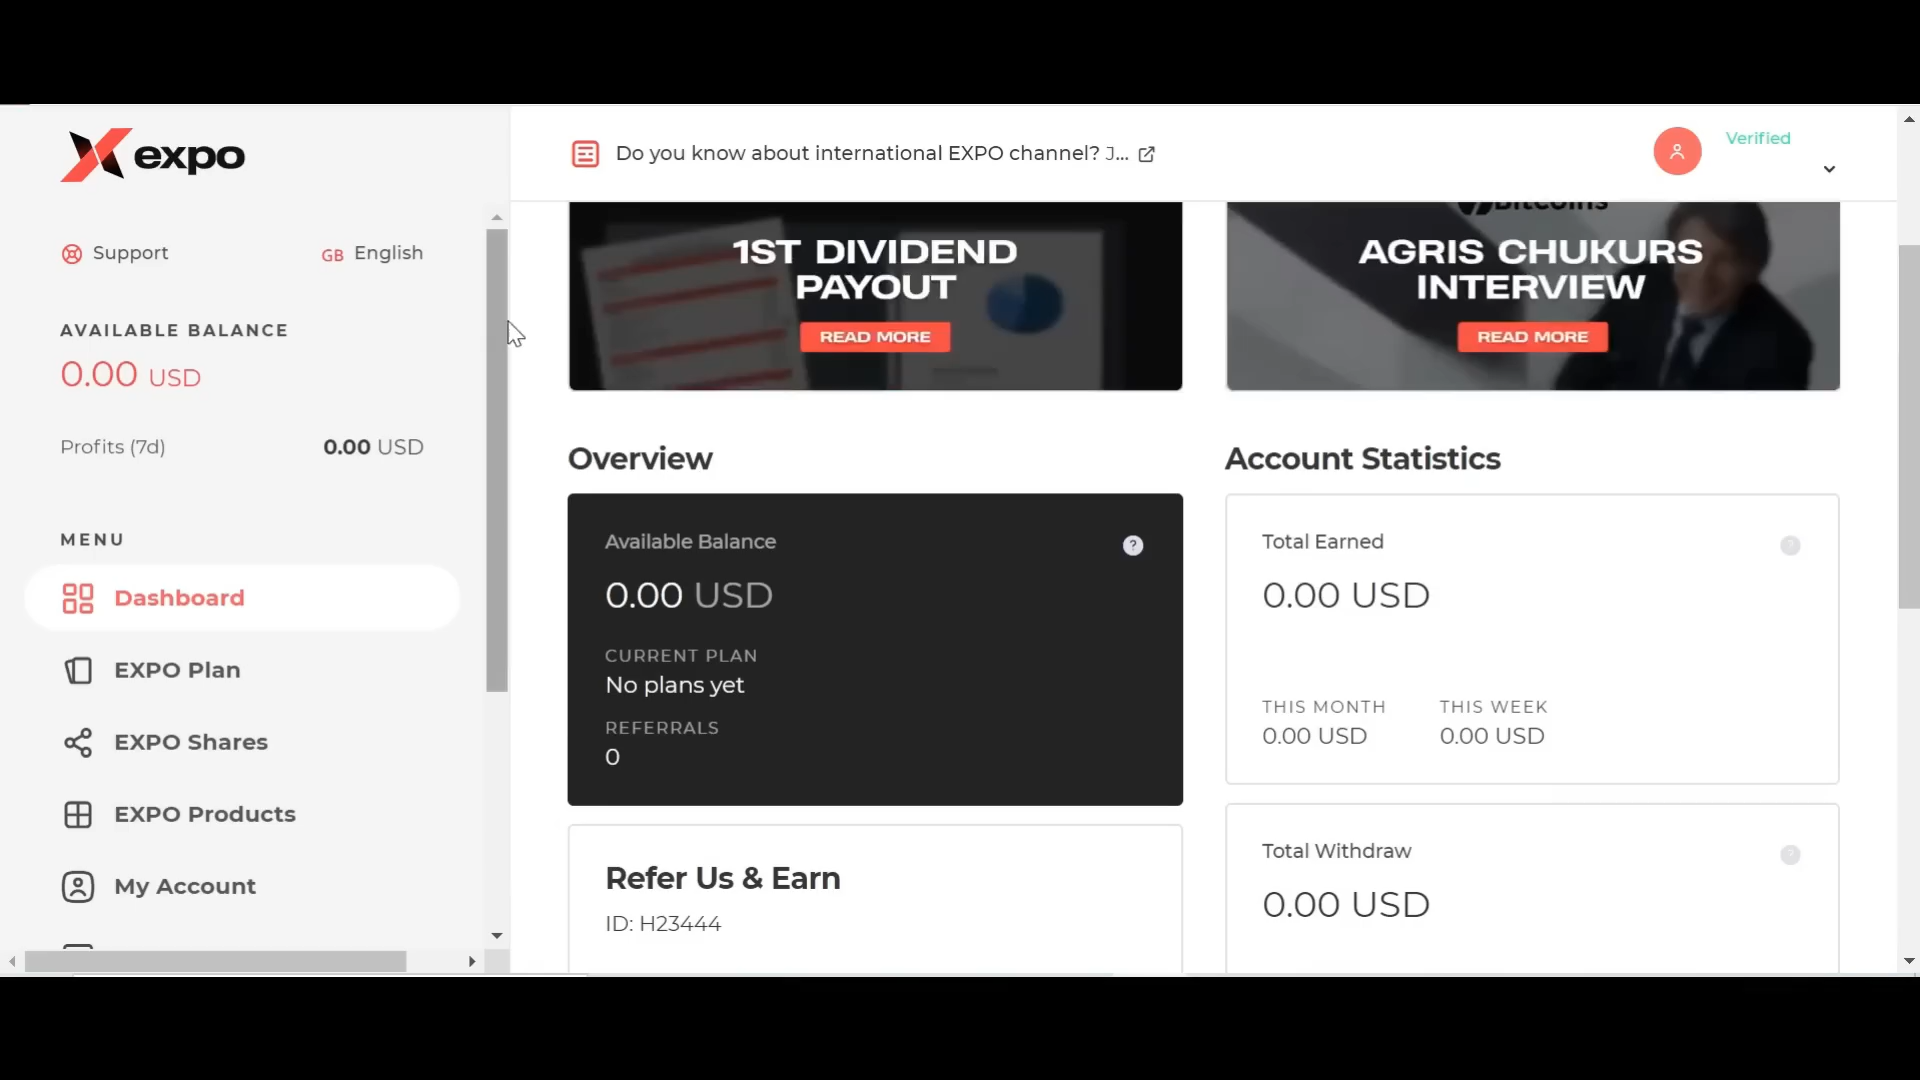 expo
Support
GB English
AVAILABLE BALANCE
0.00 USD
Profits (7d)
0.00 USD
MENU
Dashboard
EXPO Plan
EXPO Shares
EXPO Products
My Account
Do you know about international EXPO channel? J...
Verified
1ST DIVIDEND
PAYOUT
READ MORE
Bitcoins
AGRIS CHUKURS
INTERVIEW
READ MORE
Overview
Available Balance
?
0.00 USD
CURRENT PLAN
No plans yet
REFERRALS
0
Refer Us & Earn
ID: H23444
Account Statistics
Total Earned
?
0.00 USD
THIS MONTH
0.00 USD
THIS WEEK
0.00 USD
Total Withdraw
?
0.00 USD